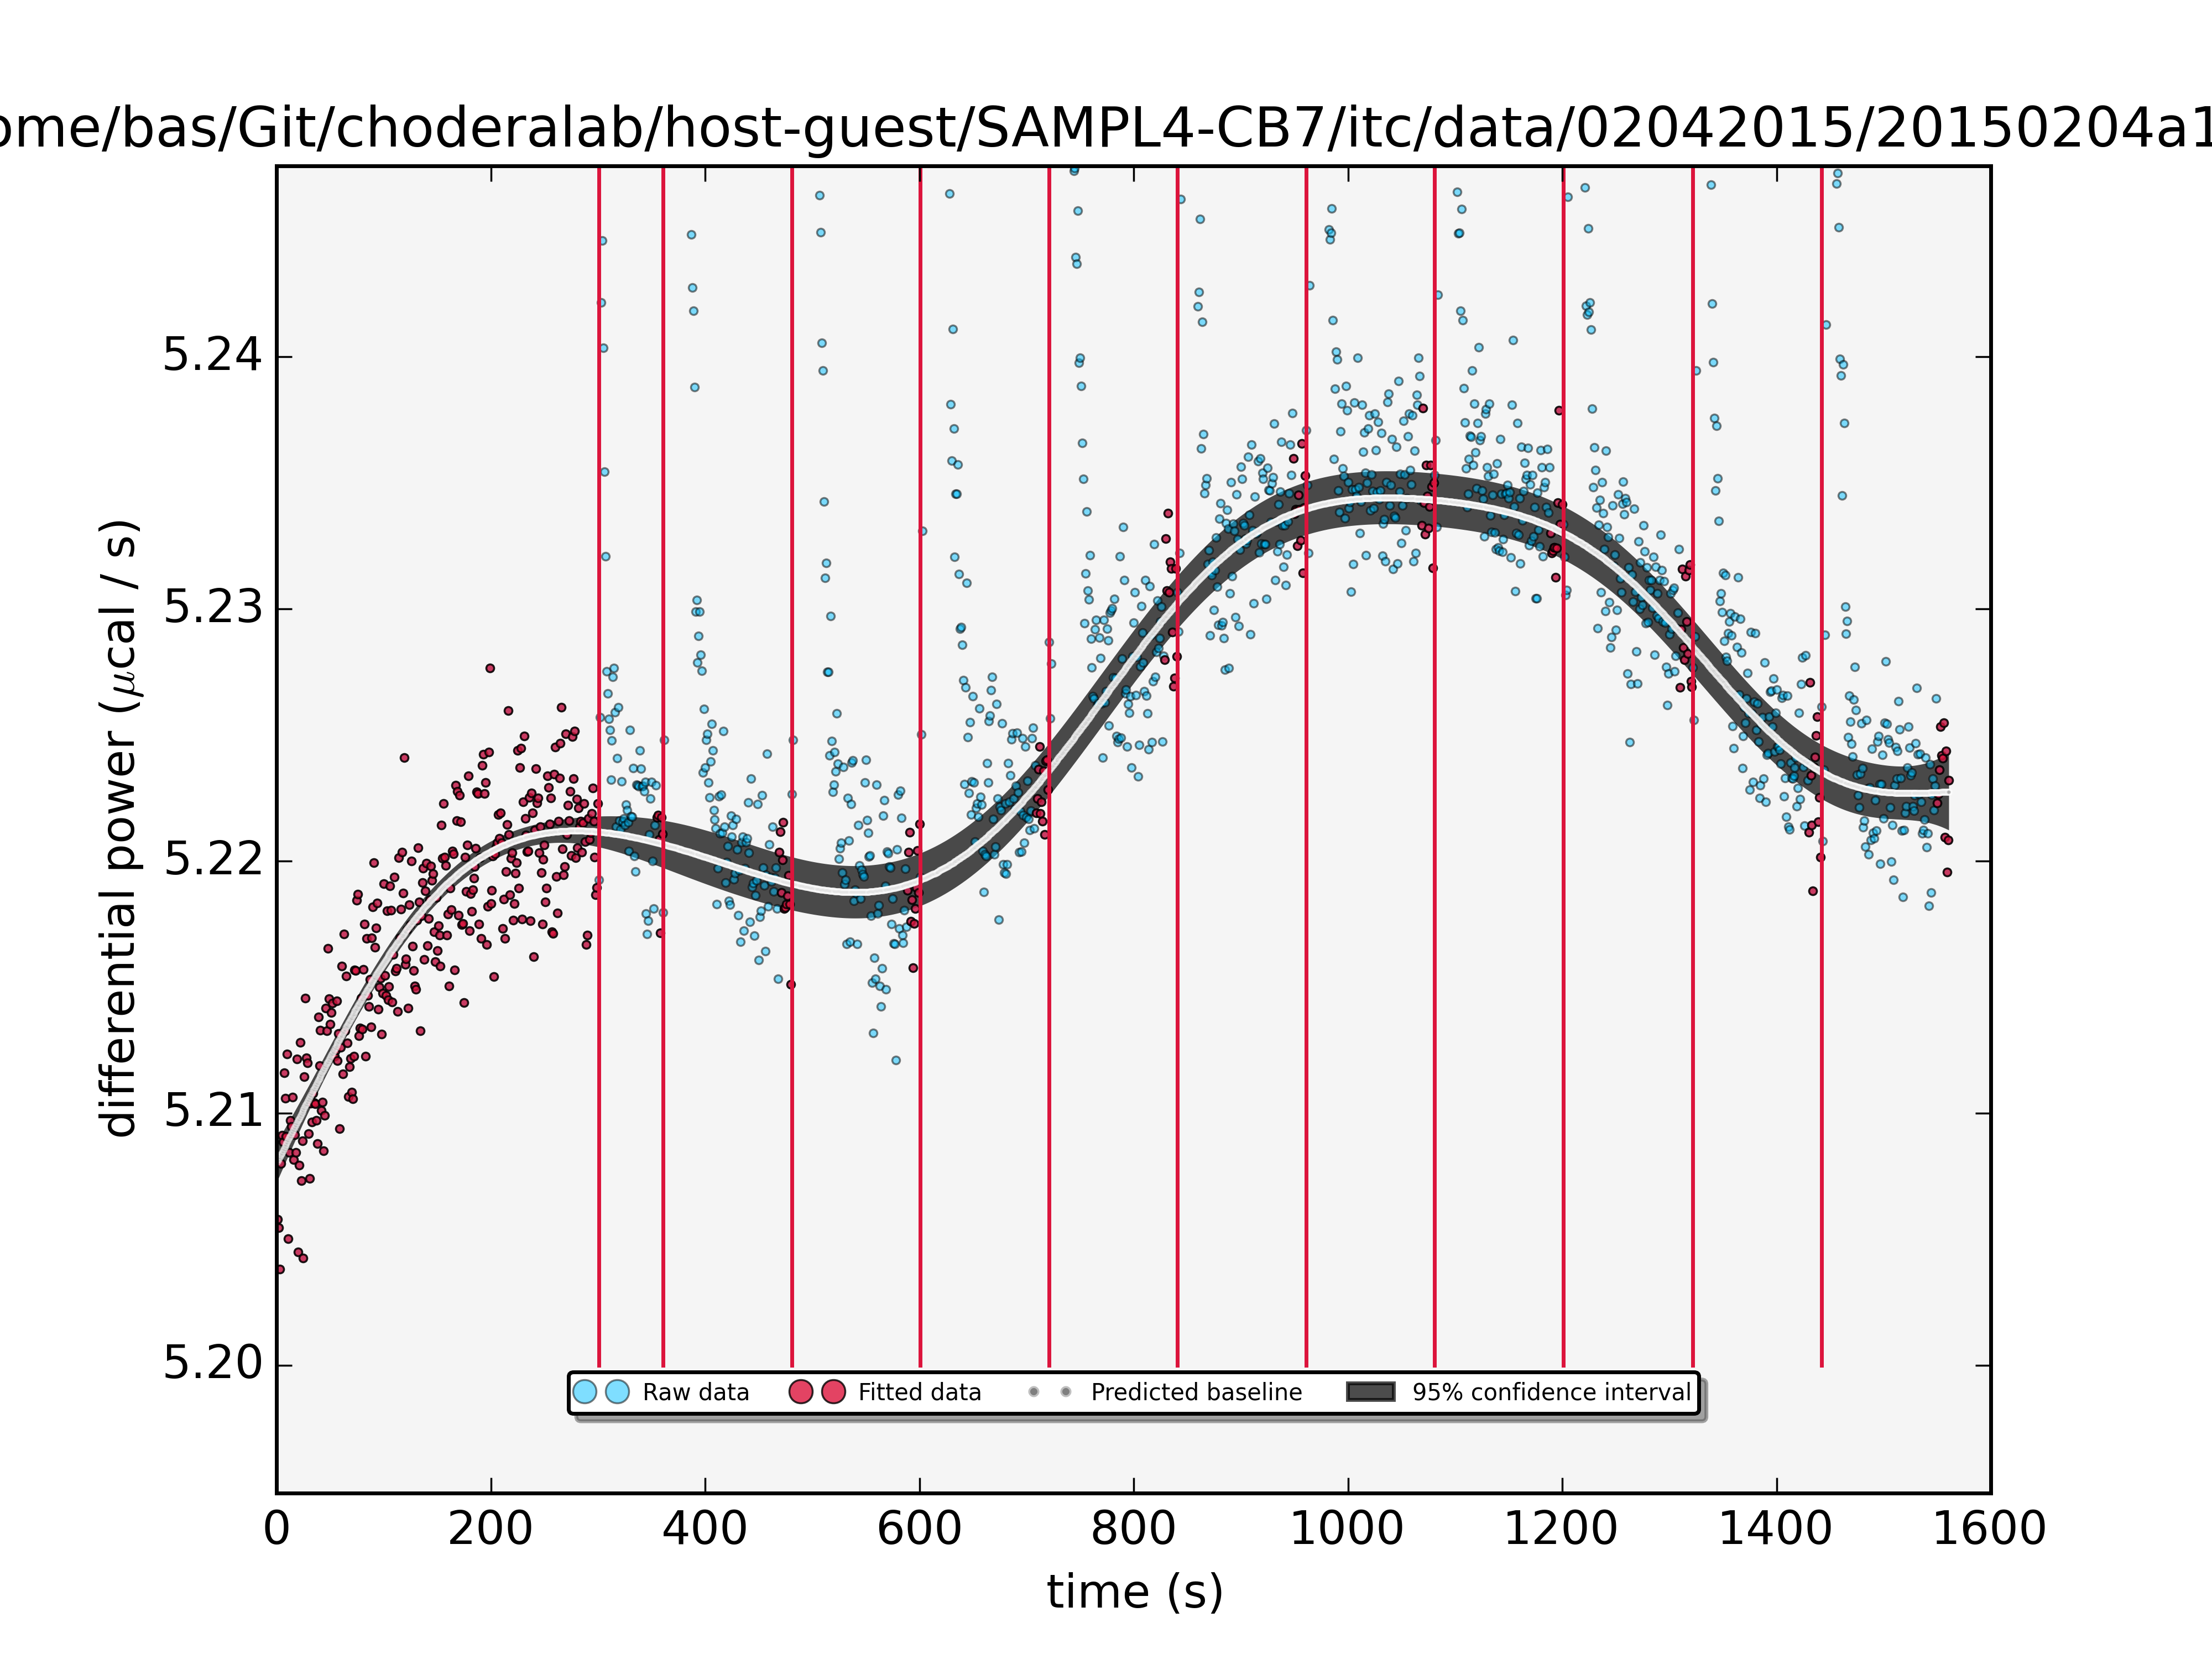 ome/bas/Git/choderalab/host-guest/SAMPL4-CB7/itc/data/02042015/20150204a1
differential power (μcal / s)
5.24
5.23
5.22
5.21
5.20
Raw data Fitted data Predicted baseline 95% confidence interval
0 200 400 600 800 1000 1200 1400 1600
time (s)